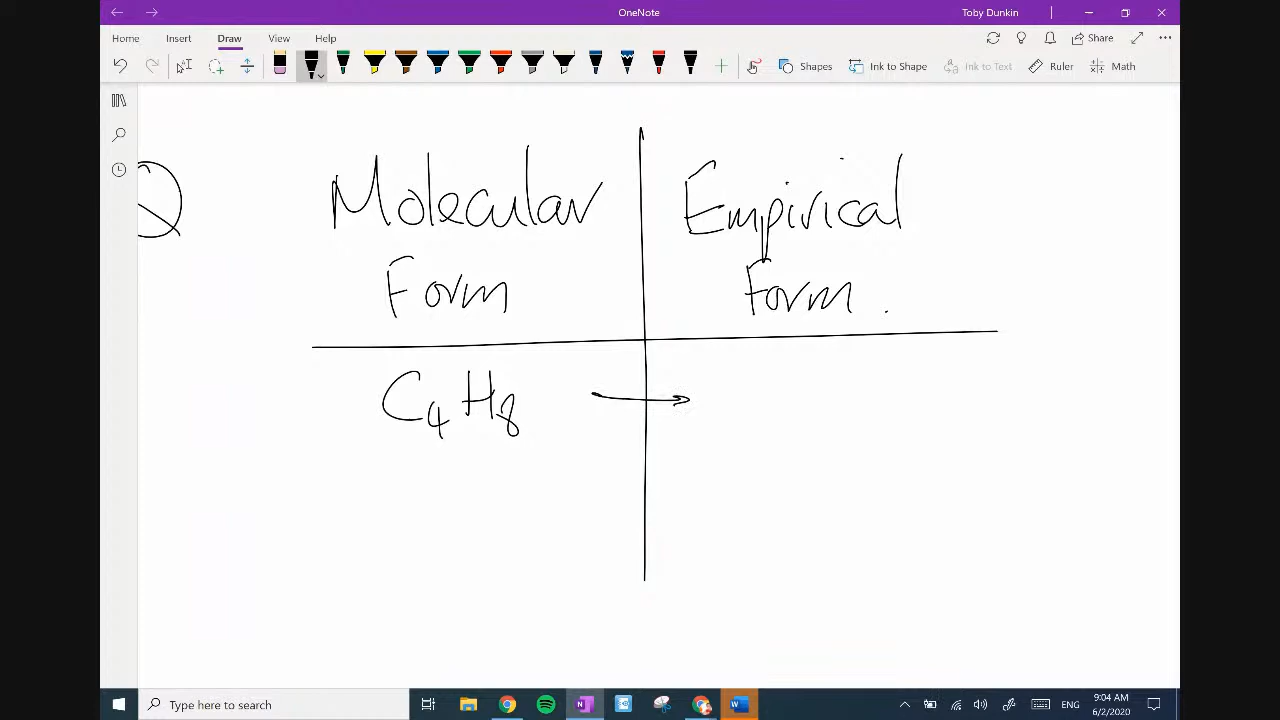 OneNote
Toby Dunkin
Home Insert Draw View Help
Share
Shapes Ink to Shape Ink to Text Ruler Math
Q
Molecular Form
Empirical Form.
C₄H₈ →
Type here to search
ENG
9:04 AM
6/2/2020